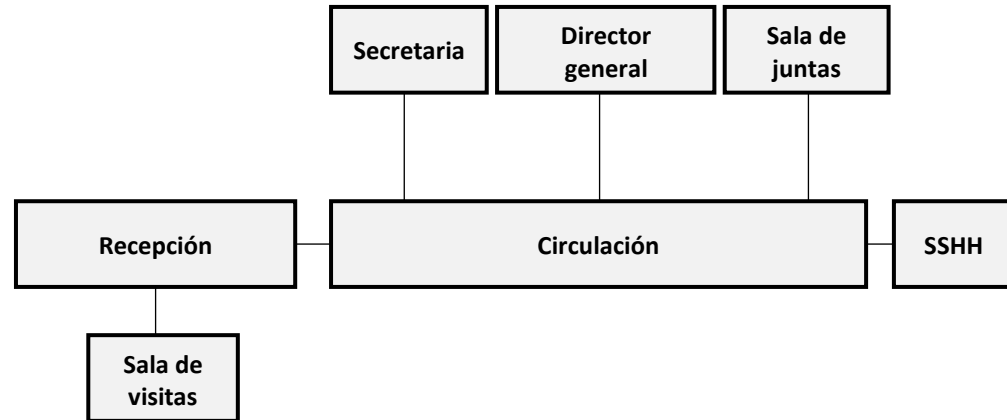 Secretaria
Director
general
Sala de
juntas
Recepción
Circulación
SSHH
Sala de
visitas